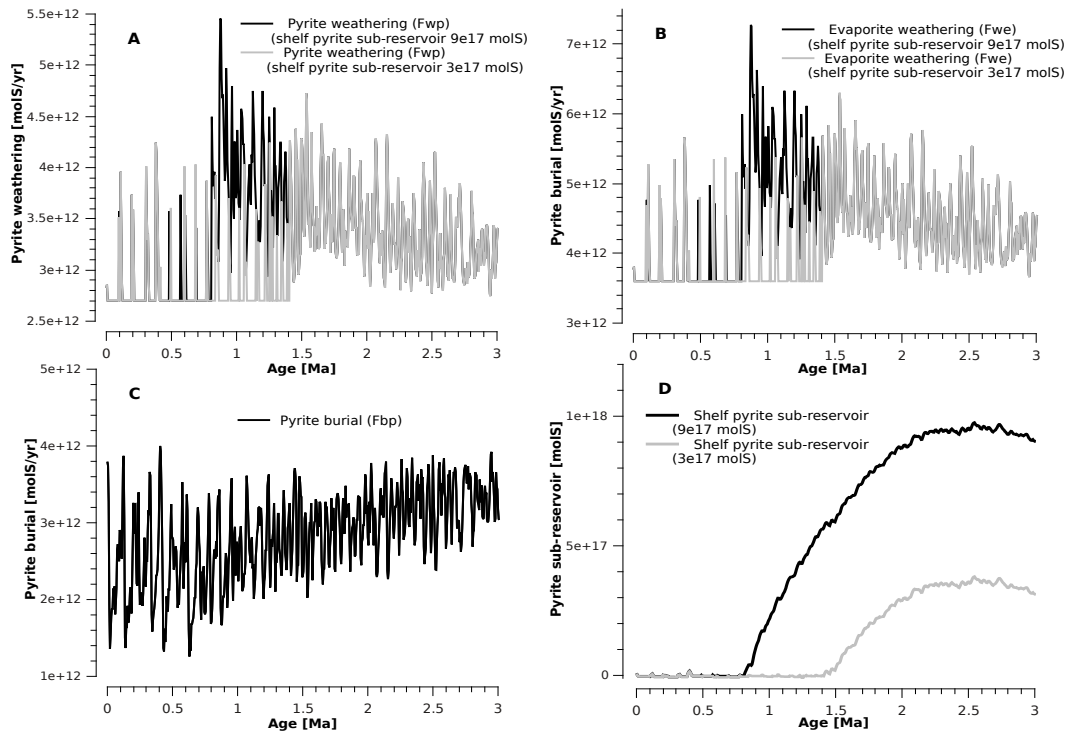 A
Pyrite weathering (Fwp)
(shelf pyrite sub-reservoir 9e17 molS)
Pyrite weathering (Fwp)
(shelf pyrite sub-reservoir 3e17 molS)
Pyrite weathering [molS/yr]
5.5e+12
5e+12
4.5e+12
4e+12
3.5e+12
3e+12
2.5e+12
0 0.5 1 1.5 2 2.5 3
Age [Ma]
B
Evaporite weathering (Fwe)
(shelf pyrite sub-reservoir 9e17 molS)
Evaporite weathering (Fwe)
(shelf pyrite sub-reservoir 3e17 molS)
Pyrite burial [molS/yr]
7e+12
6e+12
5e+12
4e+12
3e+12
0 0.5 1 1.5 2 2.5 3
Age [Ma]
C
Pyrite burial (Fbp)
Pyrite burial [molS/yr]
5e+12
4e+12
3e+12
2e+12
1e+12
0 0.5 1 1.5 2 2.5 3
Age [Ma]
D
Shelf pyrite sub-reservoir
(9e17 molS)
Shelf pyrite sub-reservoir
(3e17 molS)
Pyrite sub-reservoir [molS]
1e+18
5e+17
0
0 0.5 1 1.5 2 2.5 3
Age [Ma]